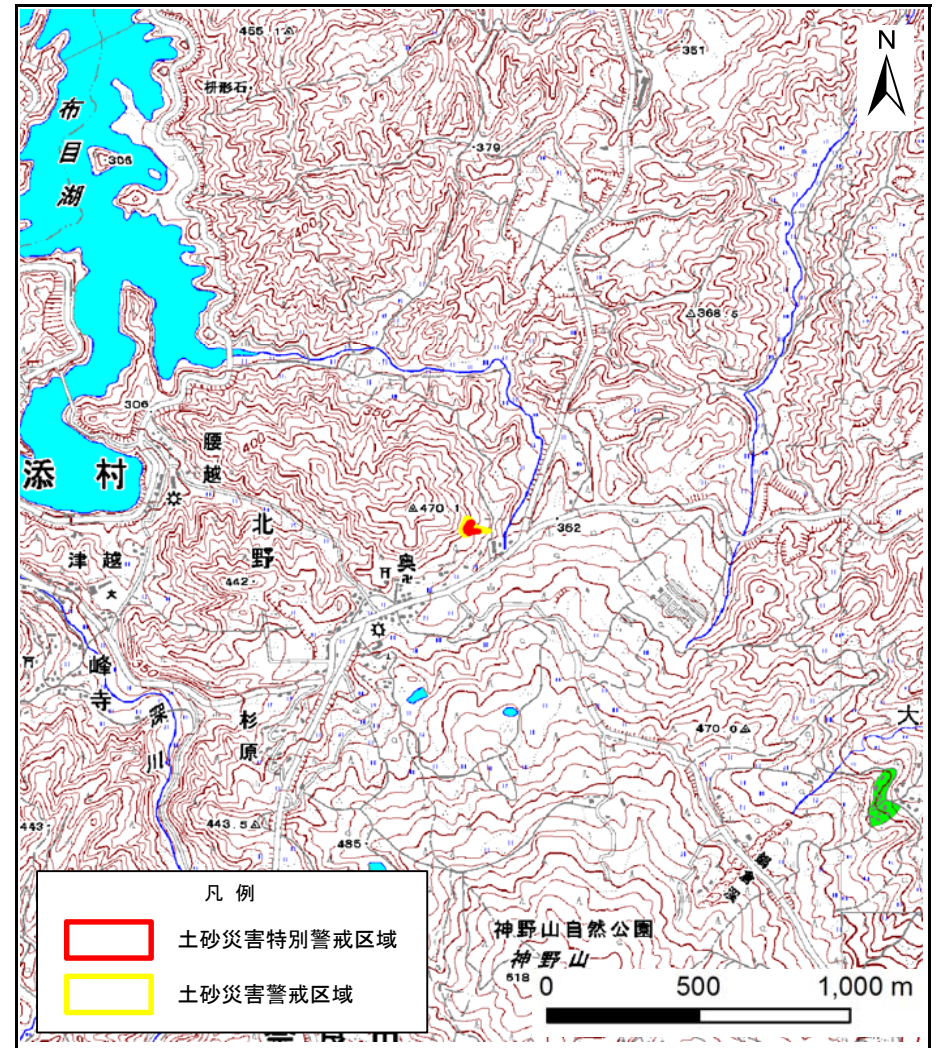 N
455.1
351
枡形石
布目湖
379
306
400
368.5
350
306
腰越
400
添村
470.1
362
北野
奥
津越
442
350
峰寺
杉原
川
470.0
大
443
443.5
485
凡 例
土砂災害特別警戒区域
土砂災害警戒区域
神野山自然公園
神野山
518
0 500 1,000 m